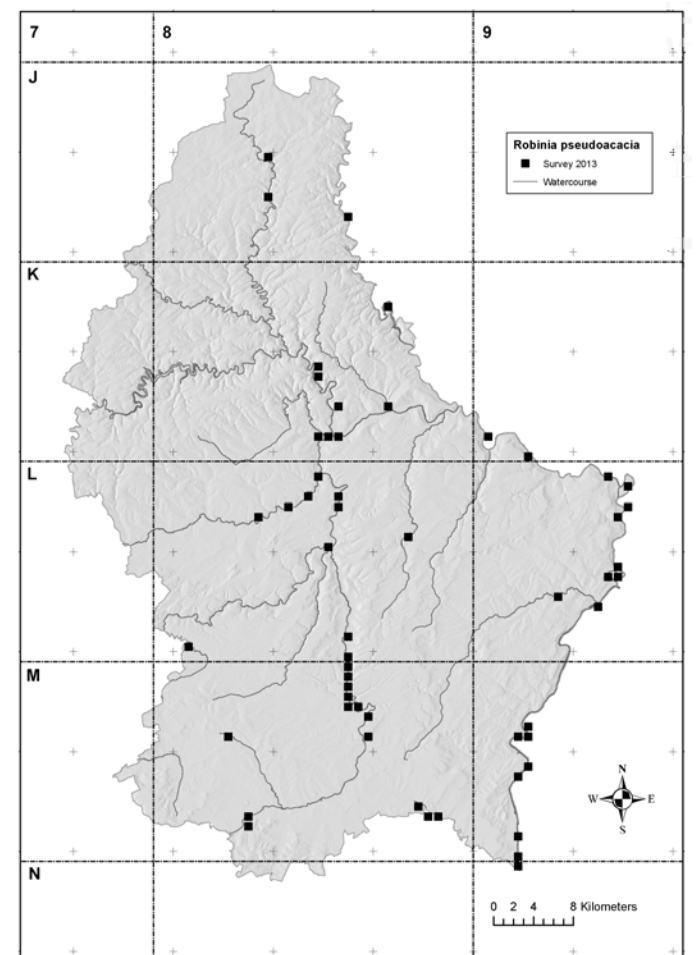 7 8 9
J
Robinia pseudoacacia
Survey 2013
Watercourse
K
L
M
N
W E
S
N
0 2 4 8 Kilometers